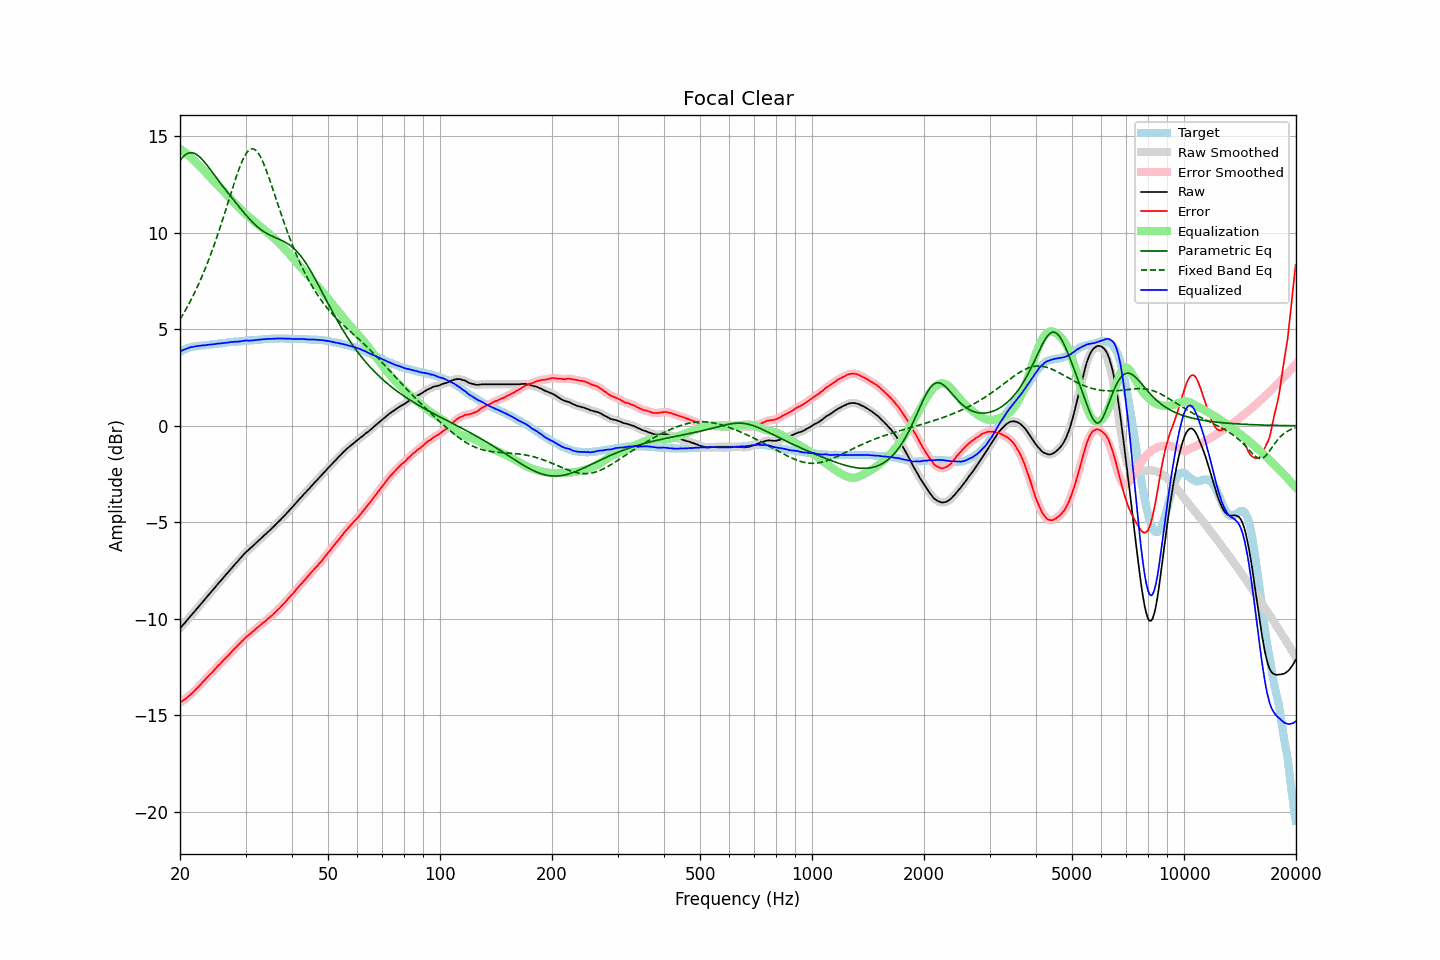 Focal Clear
Amplitude (dBr)
15
10
5
0
−5
−10
−15
−20
Target
Raw Smoothed
Error Smoothed
Raw
Error
Equalization
Parametric Eq
Fixed Band Eq
Equalized
20 50 100 200 500 1000 2000 5000 10000 20000
Frequency (Hz)